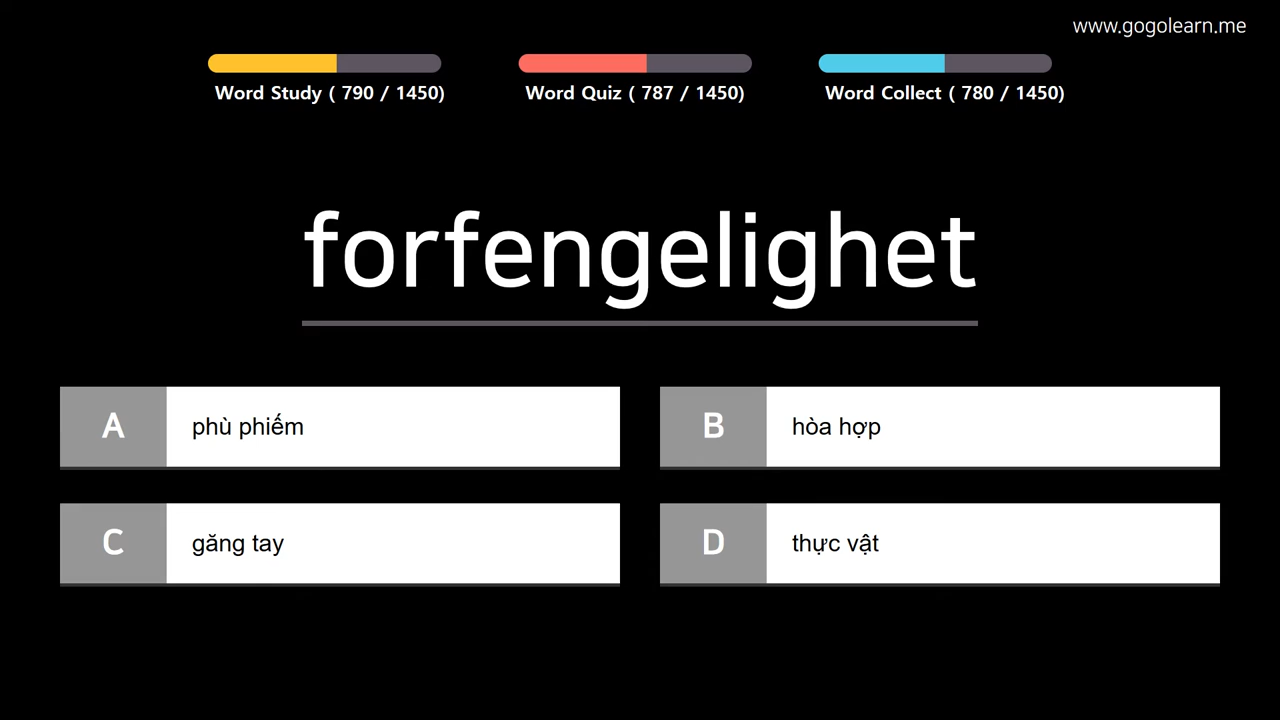 www.gogolearn.me
Word Study ( 790 / 1450)
Word Quiz ( 787 / 1450)
Word Collect ( 780 / 1450)
forfengelighet
A phù phiếm
B hòa hợp
C găng tay
D thực vật